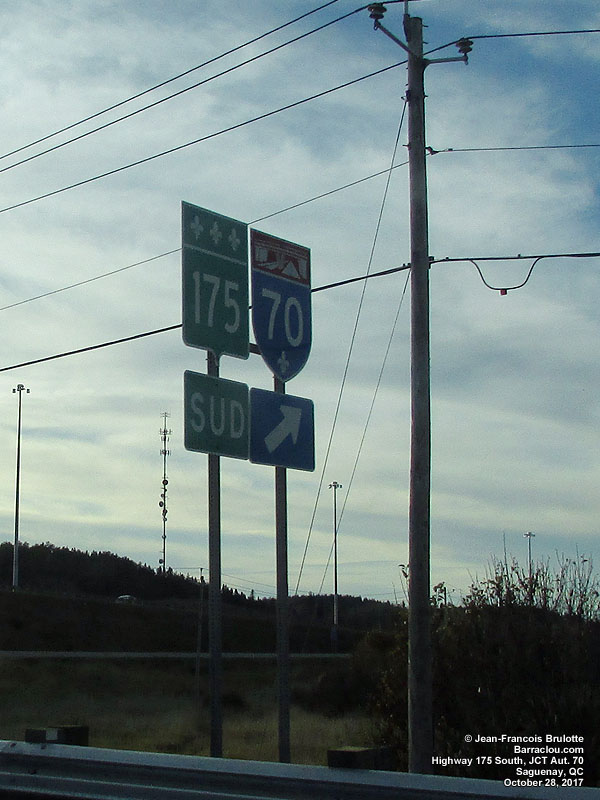 175
70
SUD
© Jean-Francois Brulotte
Barraclou.com
Highway 175 South, JCT Aut. 70
Saguenay, QC
October 28, 2017